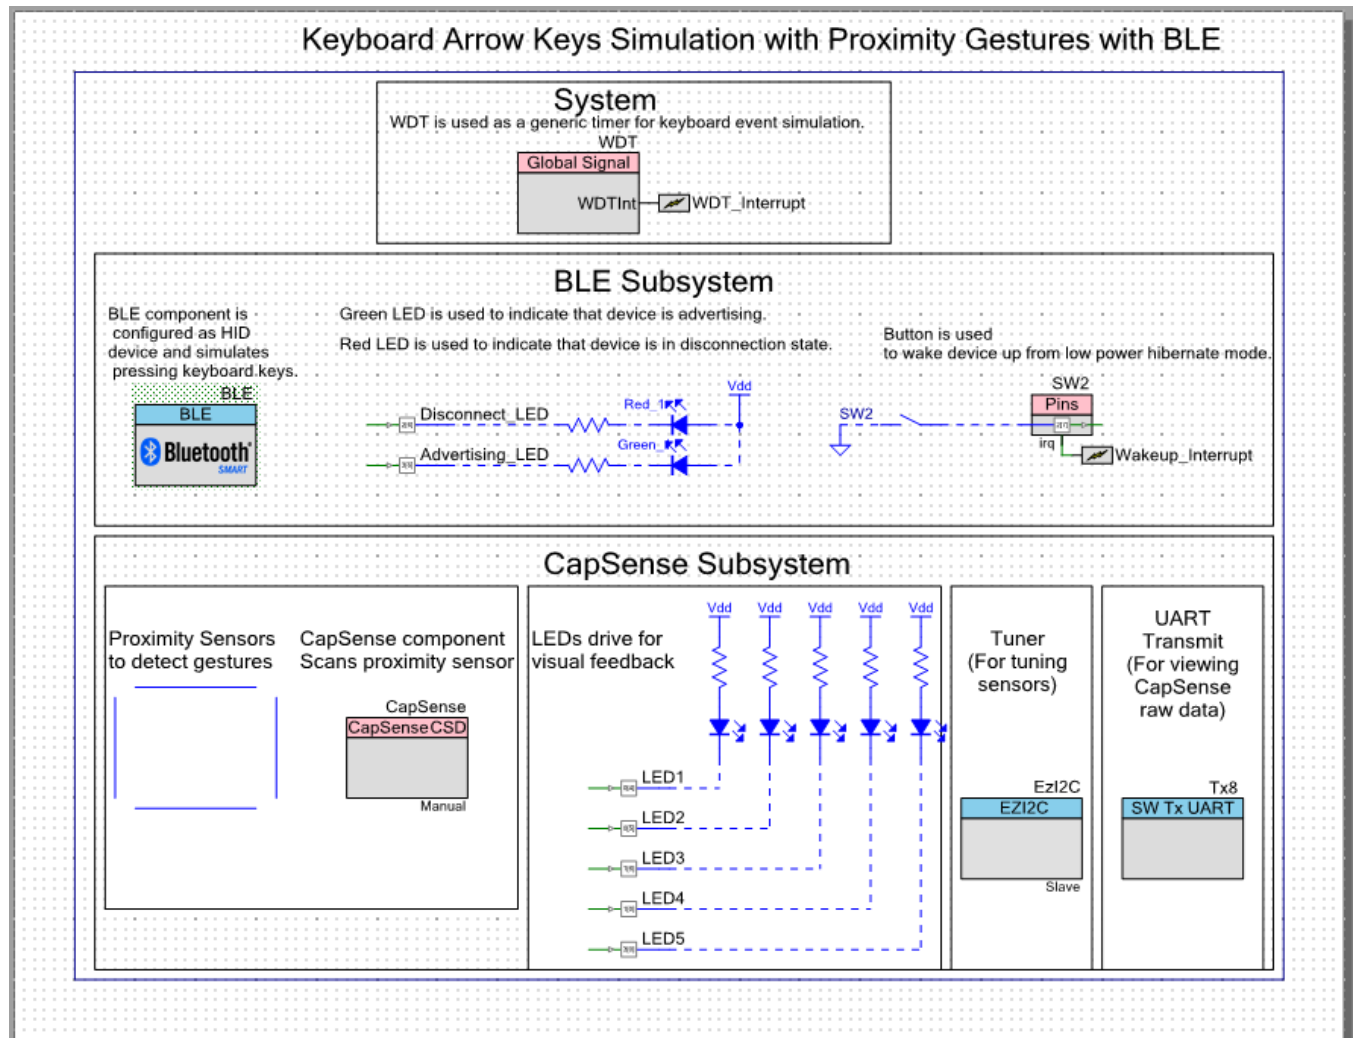 Keyboard Arrow Keys Simulation with Proximity Gestures with BLE
System
WDT is used as a generic timer for keyboard event simulation.
WDT
Global Signal
WDTInt
WDT_Interrupt
BLE Subsystem
BLE component is
configured as HID
device and simulates
pressing keyboard keys.
Green LED is used to indicate that device is advertising.
Red LED is used to indicate that device is in disconnection state.
Button is used
to wake device up from low power hibernate mode.
BLE
BLE
Bluetooth
SMART
Disconnect_LED
Red_1
Vdd
Advertising_LED
Green_
SW2
SW2
Pins
irq
Wakeup_Interrupt
CapSense Subsystem
Proximity Sensors
to detect gestures
CapSense component
Scans proximity sensor
CapSense
CapSense CSD
Manual
LEDs drive for
visual feedback
Vdd Vdd Vdd Vdd Vdd
LED1
LED2
LED3
LED4
LED5
Tuner
(For tuning
sensors)
EzI2C
EZI2C
Slave
UART
Transmit
(For viewing
CapSense
raw data)
Tx8
SW Tx UART